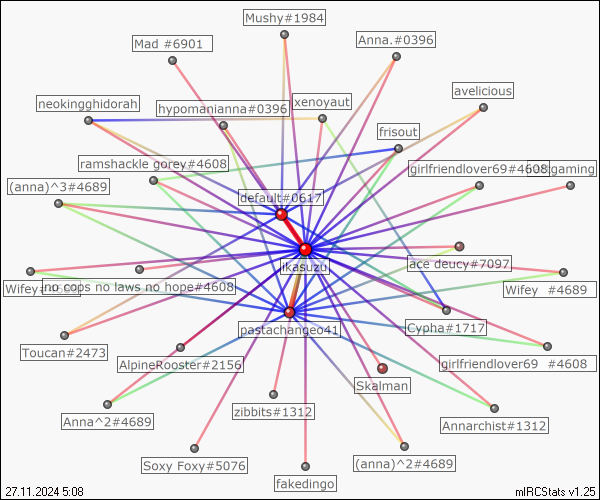 Mushy#1984
Mad #6901
Anna.#0396
avelicious
neokingghidorah
hypomanianna#0396
xenoyaut
frisout
ramshackle gorey#4608
girlfriendlover69#4608
gaming
(anna)^3#4689
default#0617
ikasuzu
ace deucy#7097
Wifey
no cops no laws no hope#4608
Wifey #4689
pastachangeo41
Cypha#1717
Toucan#2473
AlpineRooster#2156
girlfriendlover69 #4608
Skalman
Anna^2#4689
zibbits#1312
Annarchist#1312
Soxy Foxy#5076
(anna)^2#4689
fakedingo
27.11.2024 5:08
mIRCStats v1.25